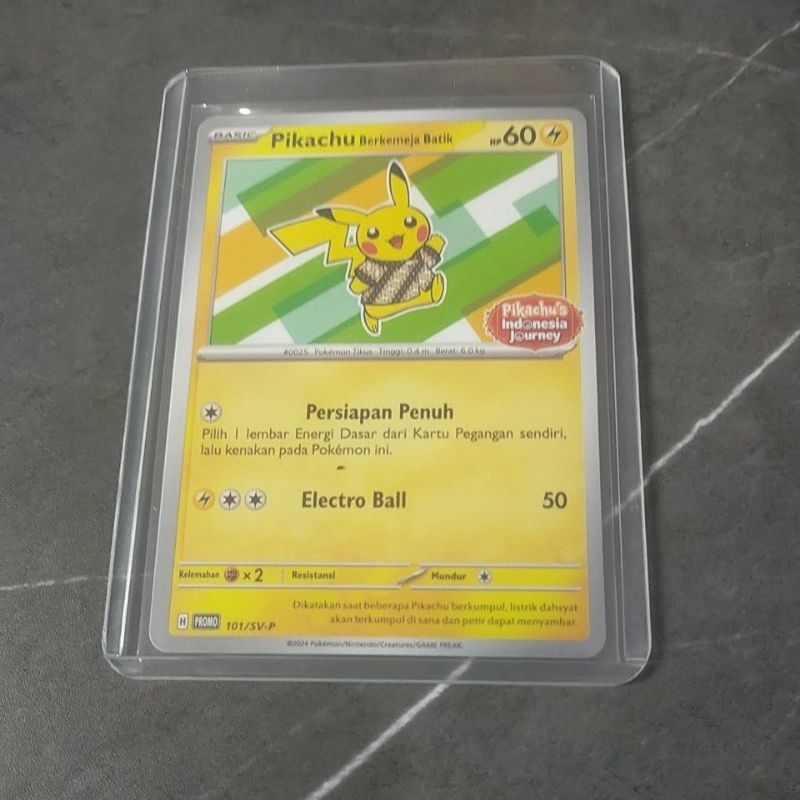 BASIC Pikachu Berkemeja Batik HP 60
Pikachu's
Indonesia
Journey
#0025 Pokémon Tikus Tinggi: 0.4 m Berat: 6.0 kg
Persiapan Penuh
Pilih 1 lembar Energi Dasar dari Kartu Pegangan sendiri,
lalu kenakan pada Pokémon ini.
Electro Ball 50
Kelemahan ×2 Resistansi Mundur
Dikatakan saat beberapa Pikachu berkumpul, listrik dahsyat
akan terkumpul di sana dan petir dapat menyambar.
H PROMO 101/SV-P
©2024 Pokémon/Nintendo/Creatures/GAME FREAK.